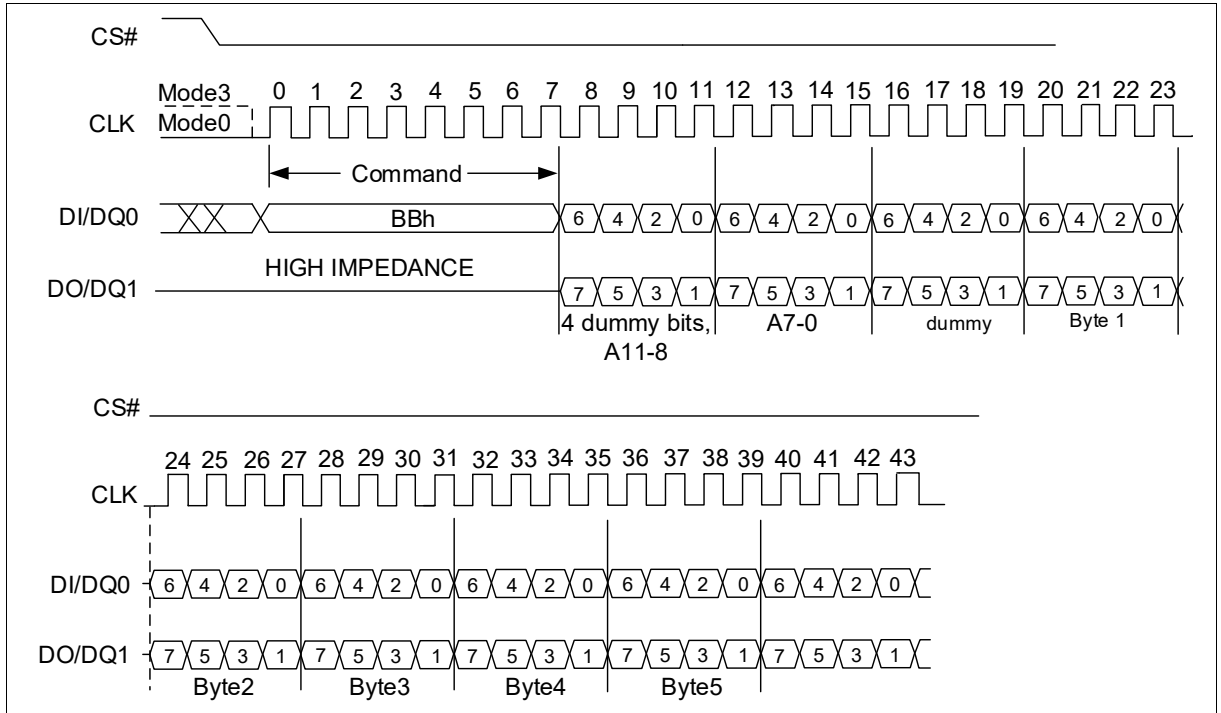 CS#
Mode3 0 1 2 3 4 5 6 7 8 9 10 11 12 13 14 15 16 17 18 19 20 21 22 23
CLK Mode0
Command
DI/DQ0 BBh 6 4 2 0 6 4 2 0 6 4 2 0 6 4 2 0
HIGH IMPEDANCE
DO/DQ1 7 5 3 1 7 5 3 1 7 5 3 1 7 5 3 1
4 dummy bits, A7-0 dummy Byte 1
A11-8
CS#
24 25 26 27 28 29 30 31 32 33 34 35 36 37 38 39 40 41 42 43
CLK
DI/DQ0 6 4 2 0 6 4 2 0 6 4 2 0 6 4 2 0 6 4 2 0
DO/DQ1 7 5 3 1 7 5 3 1 7 5 3 1 7 5 3 1 7 5 3 1
Byte2 Byte3 Byte4 Byte5